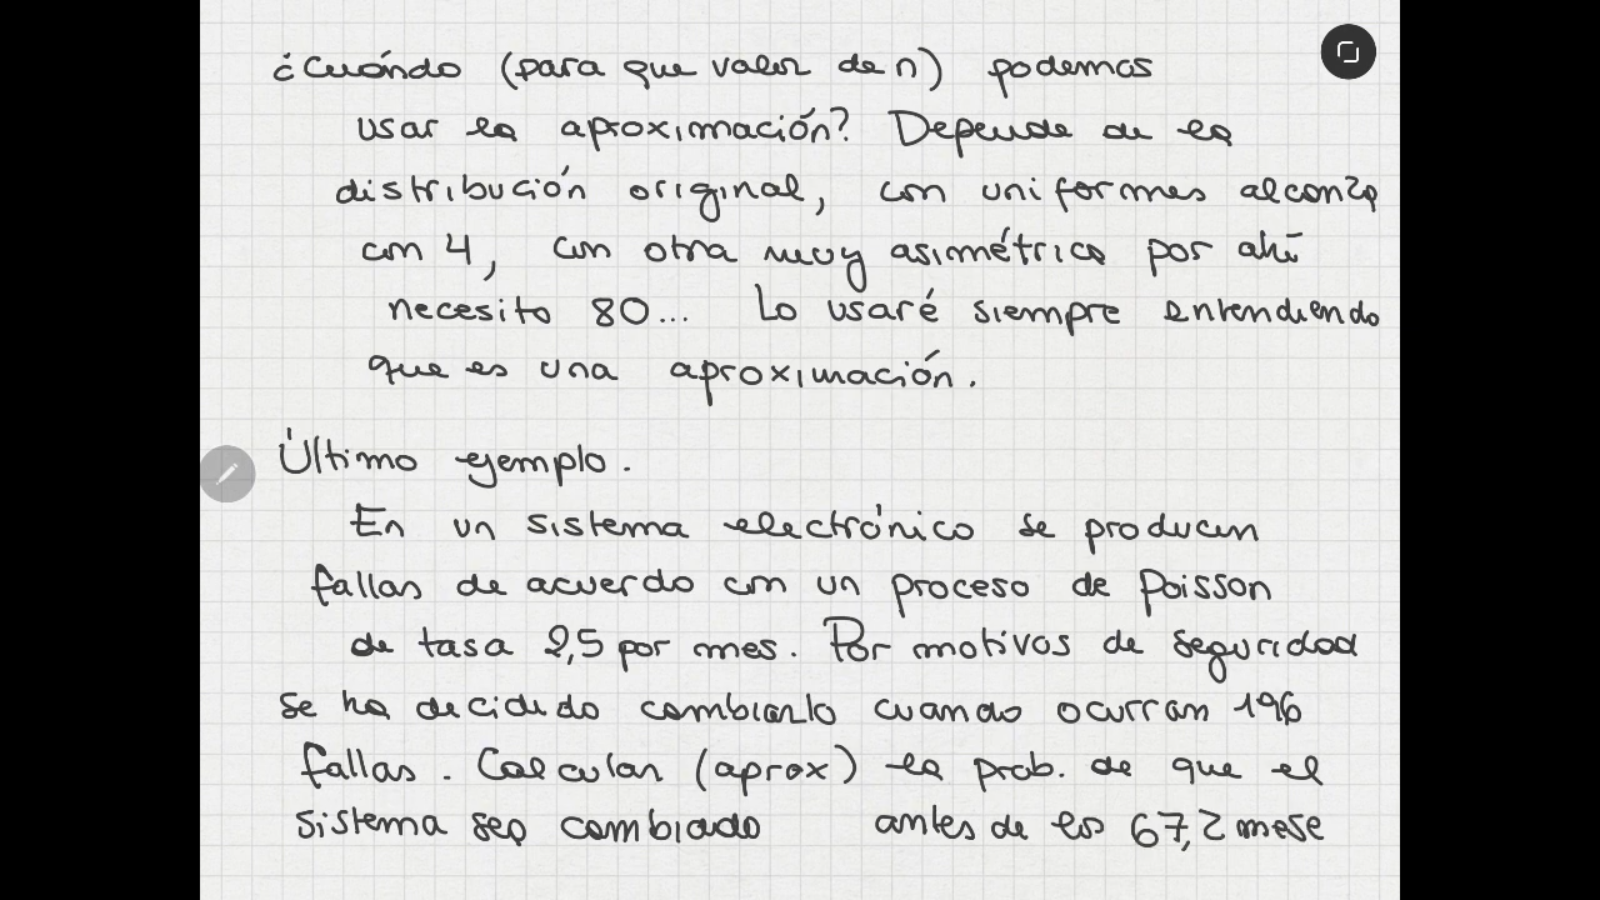 ¿Cuándo (para que valor de n) podemos
usar la aproximación? Depende de la
distribución original, con uniformes alcanza
con 4, con otra muy asimétrica por ahí
necesito 80... Lo usaré siempre entendiendo
que es una aproximación.
Último ejemplo.
En un sistema electrónico se producen
fallas de acuerdo con un proceso de Poisson
de tasa 2,5 por mes. Por motivos de seguridad
se ha decidido cambiarlo cuando ocurran 196
fallas. Calcular (aprox) la prob. de que el
sistema sea cambiado antes de los 67,2 mese